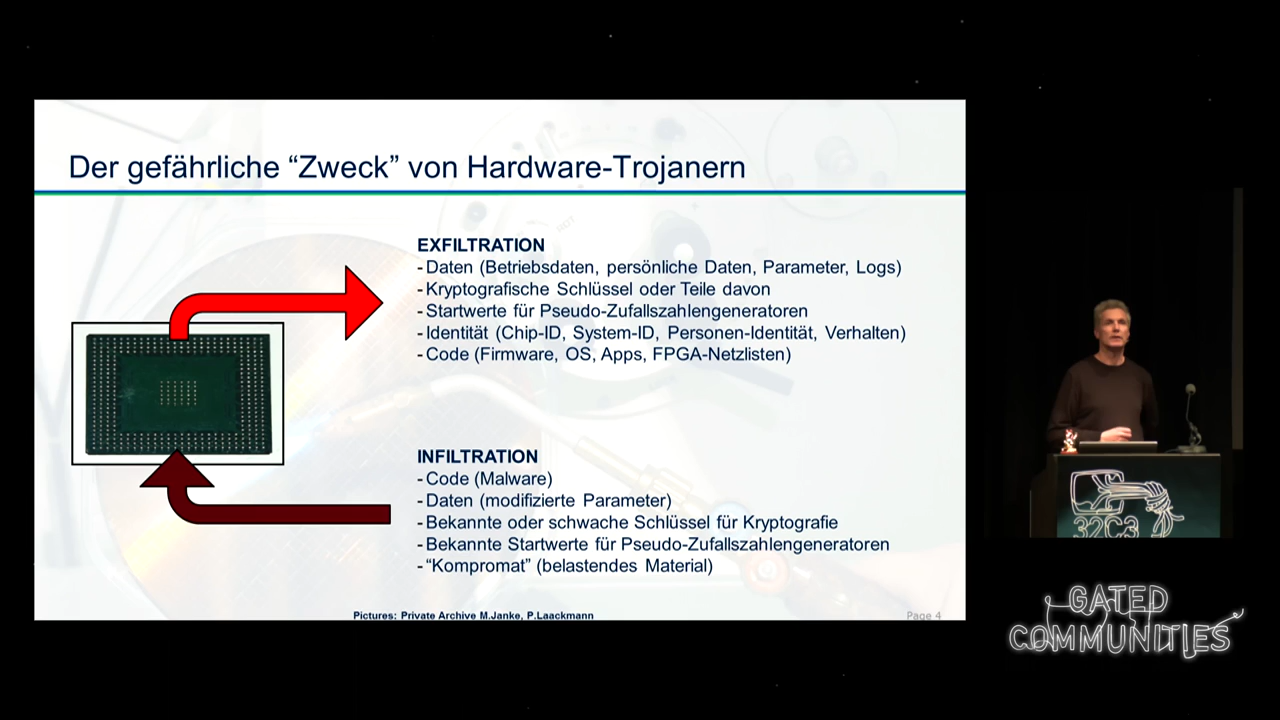 Der gefährliche “Zweck” von Hardware-Trojanern
EXFILTRATION
- Daten (Betriebsdaten, persönliche Daten, Parameter, Logs)
- Kryptografische Schlüssel oder Teile davon
- Startwerte für Pseudo-Zufallszahlengeneratoren
- Identität (Chip-ID, System-ID, Personen-Identität, Verhalten)
- Code (Firmware, OS, Apps, FPGA-Netzlisten)
INFILTRATION
- Code (Malware)
- Daten (modifizierte Parameter)
- Bekannte oder schwache Schlüssel für Kryptografie
- Bekannte Startwerte für Pseudo-Zufallszahlengeneratoren
- “Kompromat” (belastendes Material)
Pictures: Private Archive M.Janke, P.Laackmann
Page 4
32C3
GATED
COMMUNITIES